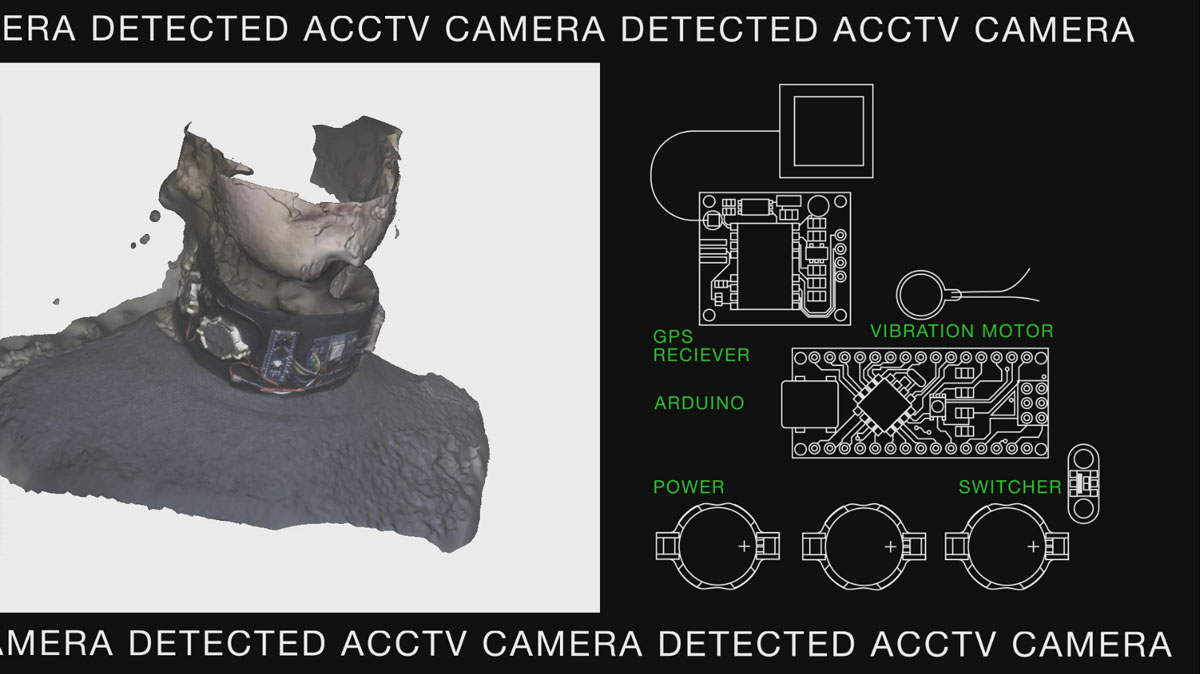 ERA DETECTED ACCTV CAMERA DETECTED ACCTV CAMERA
GPS
RECIEVER
VIBRATION MOTOR
ARDUINO
POWER
SWITCHER
AMERA DETECTED ACCTV CAMERA DETECTED ACCTV CAMERA